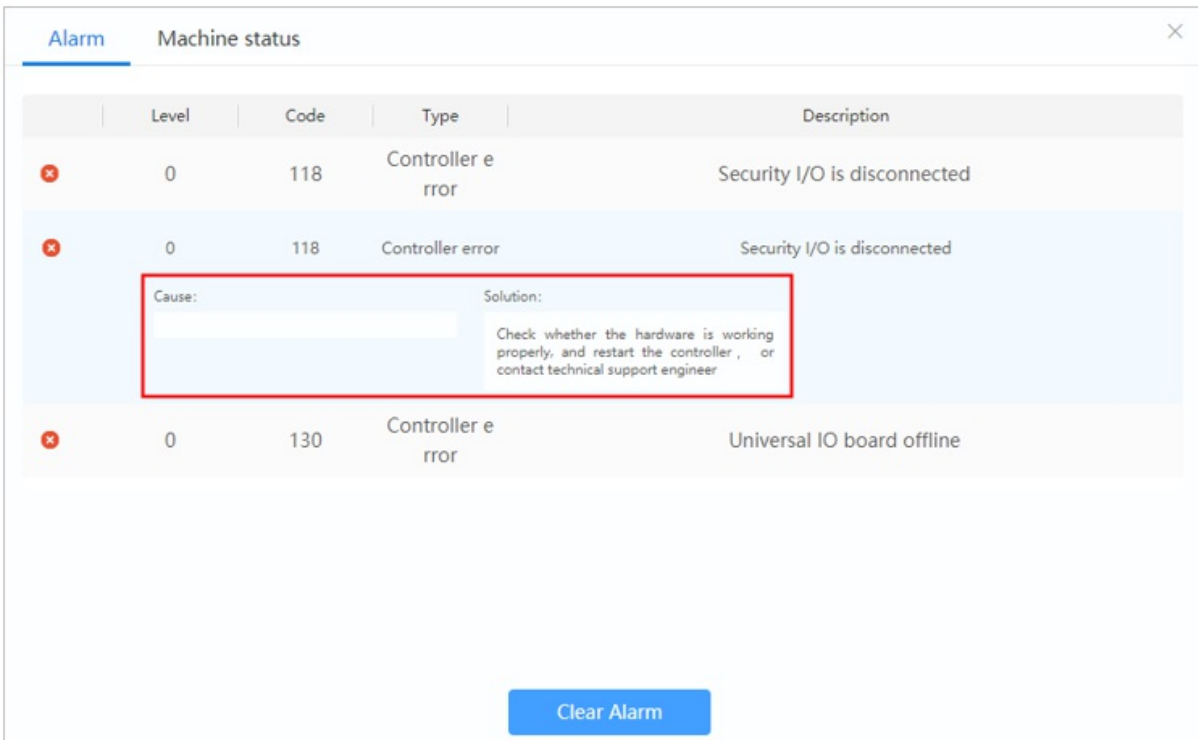 Alarm Machine status
Level Code Type Description
0 118 Controller e
rror Security I/O is disconnected
0 118 Controller error Security I/O is disconnected
Cause: Solution:
Check whether the hardware is working
properly, and restart the controller , or
contact technical support engineer
0 130 Controller e
rror Universal IO board offline
Clear Alarm